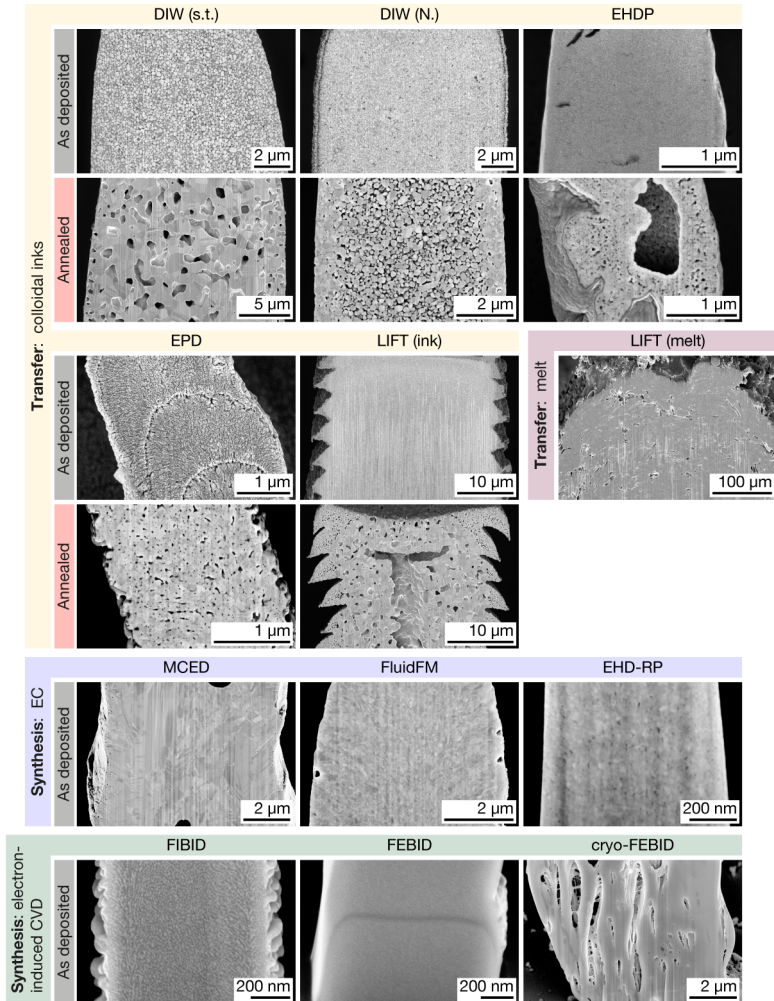 DIW (s.t.) DIW (N.) EHDP
As deposited
2 µm 2 µm 1 µm
Annealed
5 µm 2 µm 1 µm
Transfer: colloidal inks
EPD LIFT (ink) LIFT (melt)
As deposited
1 µm 10 µm
Transfer: melt
100 µm
Annealed
1 µm 10 µm
MCED FluidFM EHD-RP
Synthesis: EC
As deposited
2 µm 2 µm 200 nm
FIBID FEBID cryo-FEBID
Synthesis: electron-
induced CVD
As deposited
200 nm 200 nm 2 µm